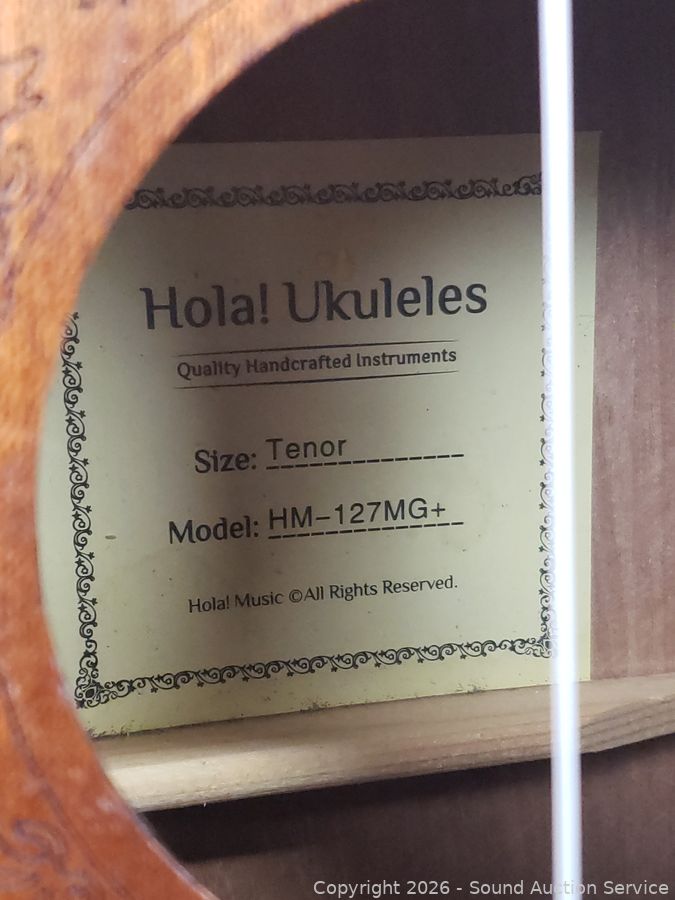 Hola! Ukuleles
Quality Handcrafted Instruments
Size: Tenor
Model: HM-127MG+
Hola! Music ©All Rights Reserved.
Copyright 2026 - Sound Auction Service